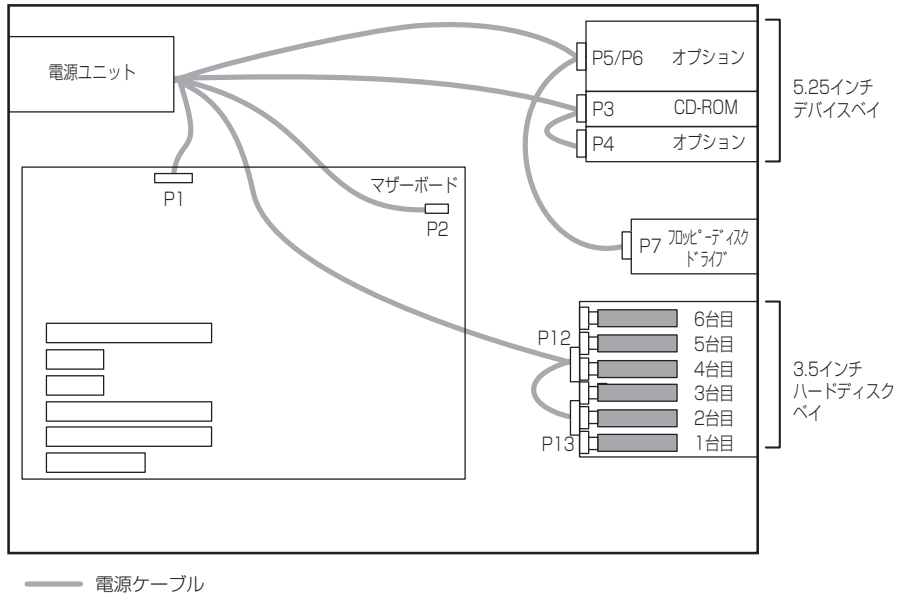 電源ユニット
P5/P6 オプション
P3 CD-ROM
P4 オプション
5.25インチ
デバイスベイ
P1
マザーボード
P2
P7 フロッピーディスク
ドライブ
P12
P13
6台目
5台目
4台目
3台目
2台目
1台目
3.5インチ
ハードディスク
ベイ
電源ケーブル